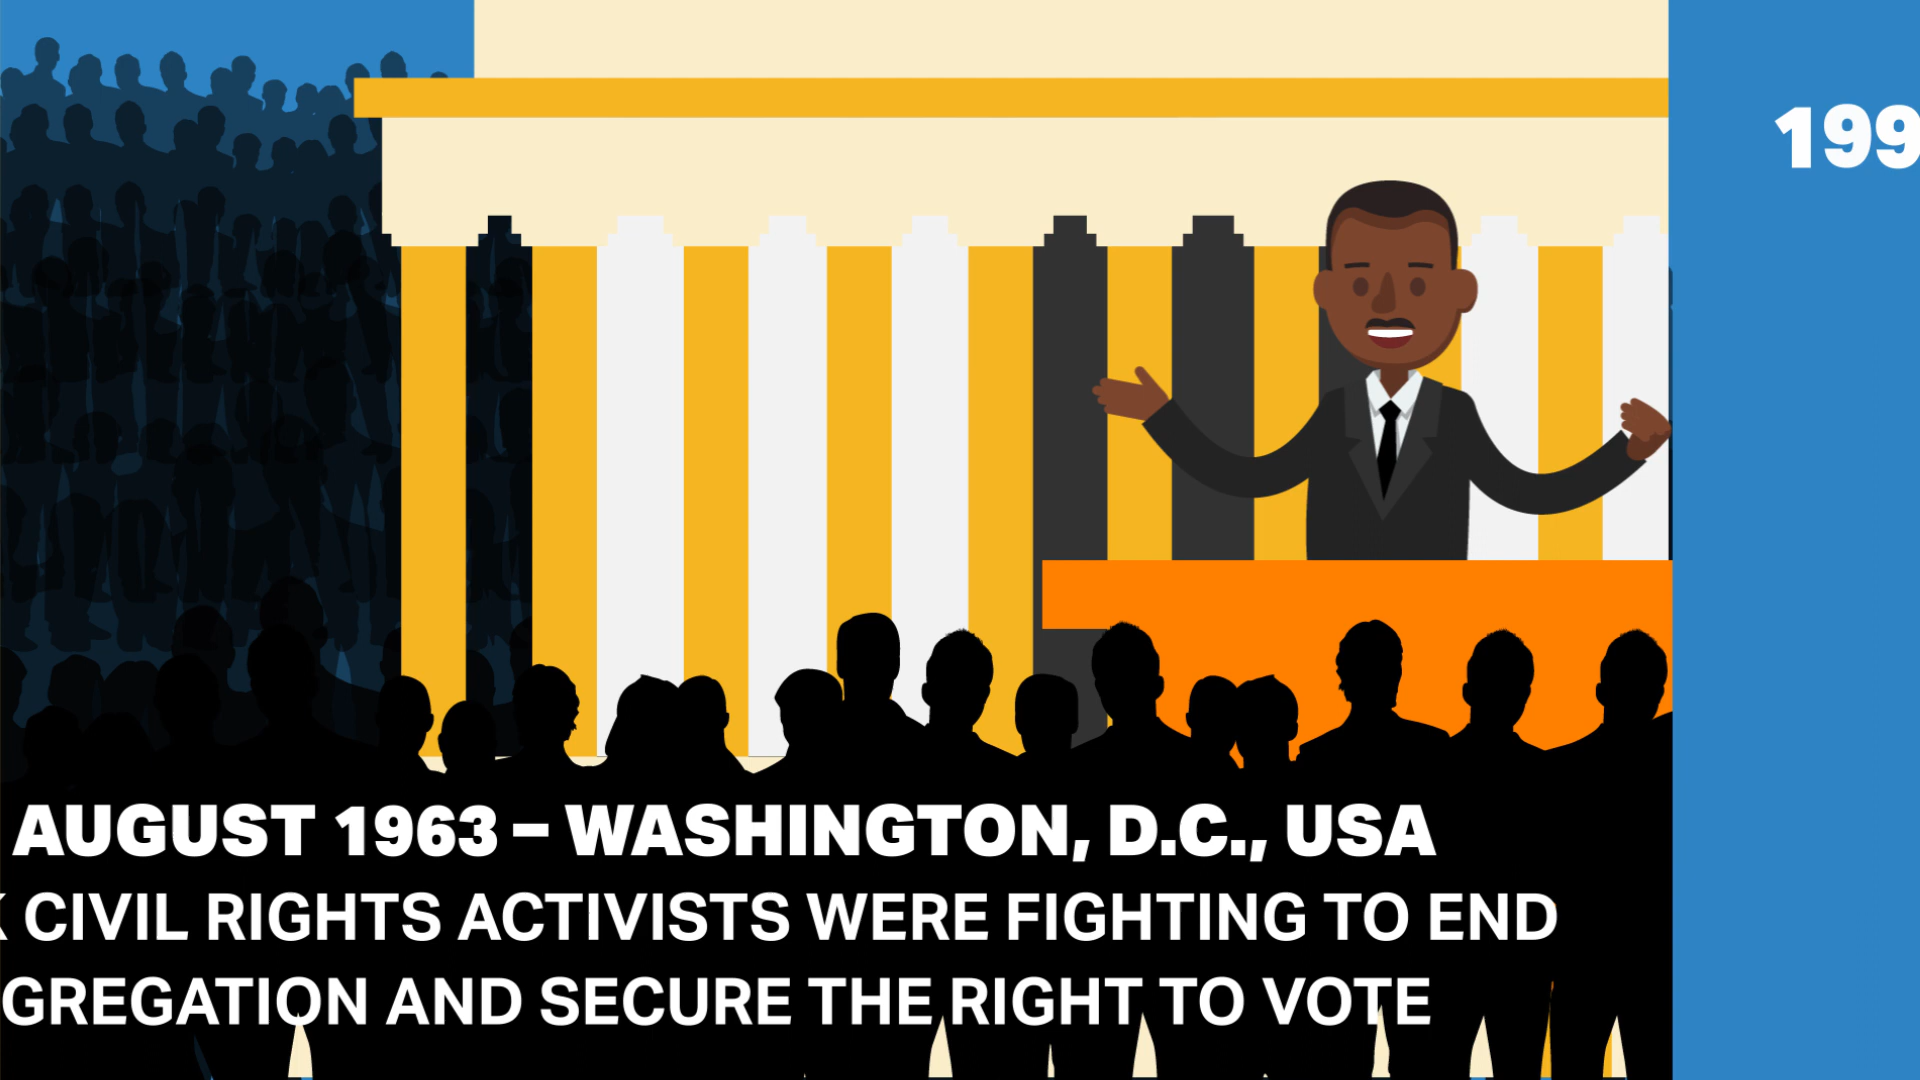 199
AUGUST 1963 – WASHINGTON, D.C., USA
CIVIL RIGHTS ACTIVISTS WERE FIGHTING TO END
GREGATION AND SECURE THE RIGHT TO VOTE